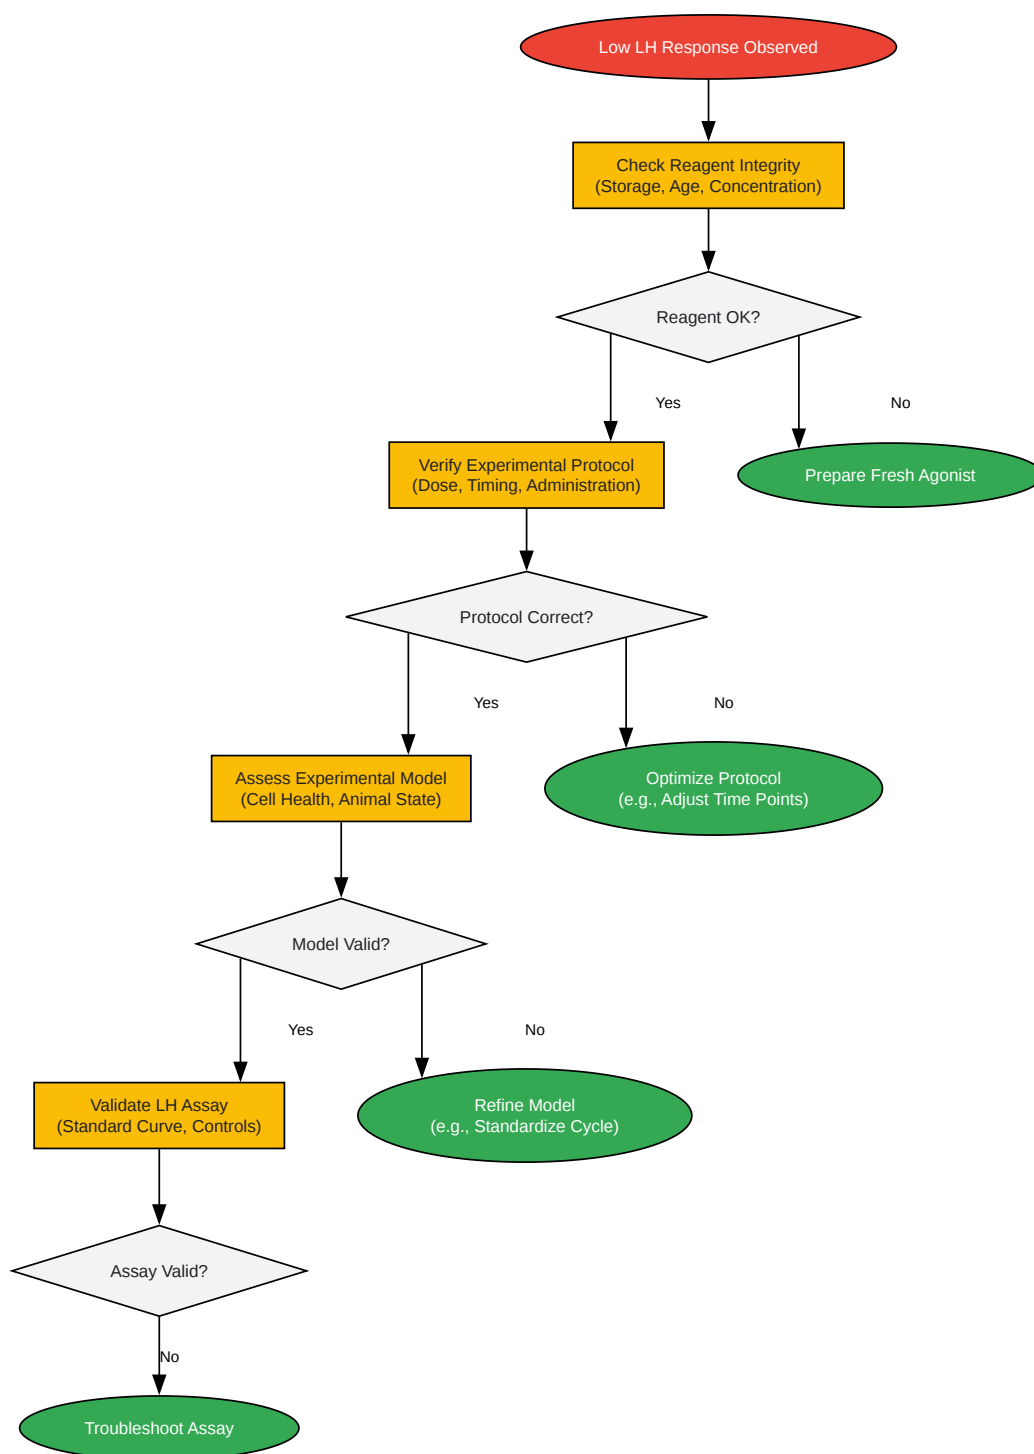 Low LH Response Observed
Check Reagent Integrity
(Storage, Age, Concentration)
Reagent OK?
Yes
No
Verify Experimental Protocol
(Dose, Timing, Administration)
Prepare Fresh Agonist
Protocol Correct?
Yes
No
Assess Experimental Model
(Cell Health, Animal State)
Optimize Protocol
(e.g., Adjust Time Points)
Model Valid?
Yes
No
Validate LH Assay
(Standard Curve, Controls)
Refine Model
(e.g., Standardize Cycle)
Assay Valid?
No
Troubleshoot Assay